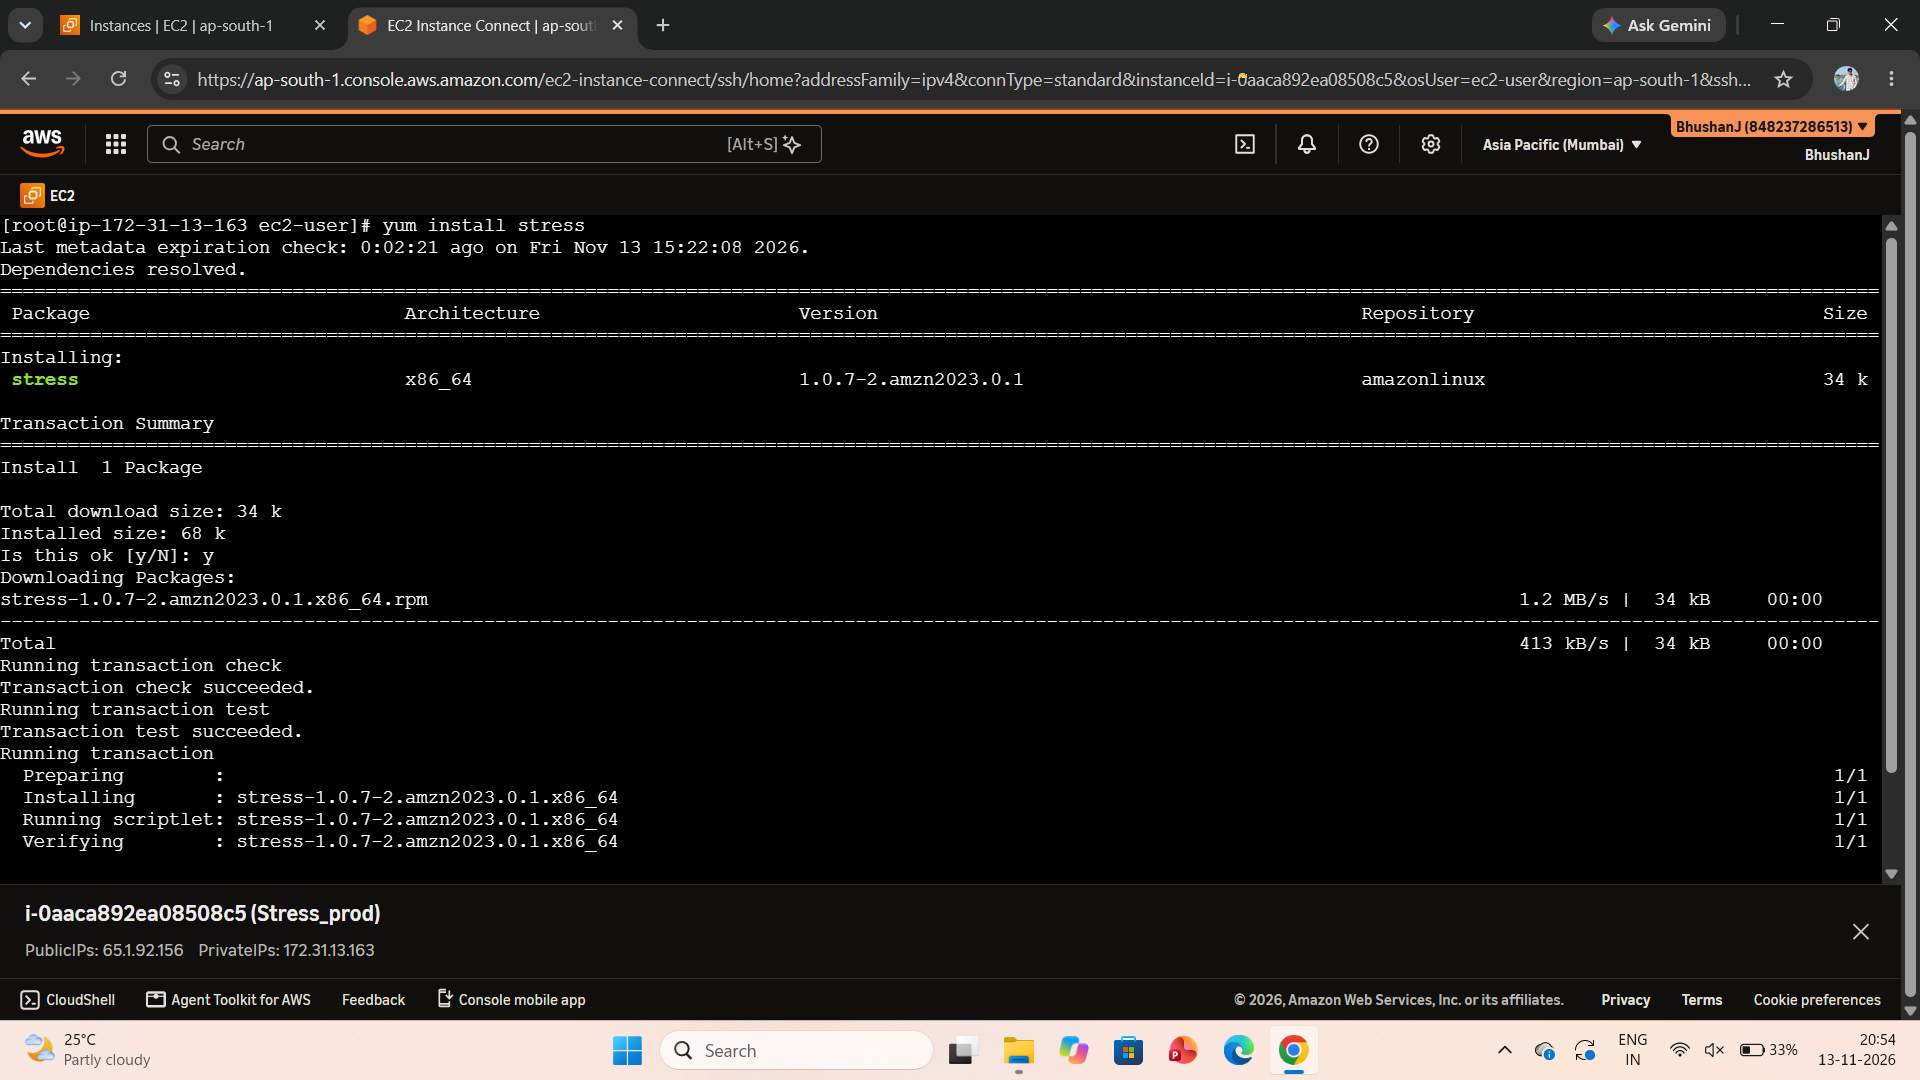 Instances | EC2 | ap-south-1
EC2 Instance Connect | ap-sout
Ask Gemini
https://ap-south-1.console.aws.amazon.com/ec2-instance-connect/ssh/home?addressFamily=ipv4&connType=standard&instanceId=i-0aaca892ea08508c5&osUser=ec2-user&region=ap-south-1&ssh...
aws
Search
[Alt+S]
Asia Pacific (Mumbai)
BhushanJ (848237286513)
BhushanJ
EC2
[root@ip-172-31-13-163 ec2-user]# yum install stress
Last metadata expiration check: 0:02:21 ago on Fri Nov 13 15:22:08 2026.
Dependencies resolved.
Package Architecture Version Repository Size
Installing:
stress x86_64 1.0.7-2.amzn2023.0.1 amazonlinux 34 k
Transaction Summary
Install 1 Package
Total download size: 34 k
Installed size: 68 k
Is this ok [y/N]: y
Downloading Packages:
stress-1.0.7-2.amzn2023.0.1.x86_64.rpm 1.2 MB/s | 34 kB 00:00
Total 413 kB/s | 34 kB 00:00
Running transaction check
Transaction check succeeded.
Running transaction test
Transaction test succeeded.
Running transaction
Preparing : 1/1
Installing : stress-1.0.7-2.amzn2023.0.1.x86_64 1/1
Running scriptlet: stress-1.0.7-2.amzn2023.0.1.x86_64 1/1
Verifying : stress-1.0.7-2.amzn2023.0.1.x86_64 1/1
i-0aaca892ea08508c5 (Stress_prod)
PublicIPs: 65.1.92.156 PrivateIPs: 172.31.13.163
CloudShell
Agent Toolkit for AWS
Feedback
Console mobile app
© 2026, Amazon Web Services, Inc. or its affiliates.
Privacy
Terms
Cookie preferences
25°C
Partly cloudy
Search
ENG
IN
33%
20:54
13-11-2026